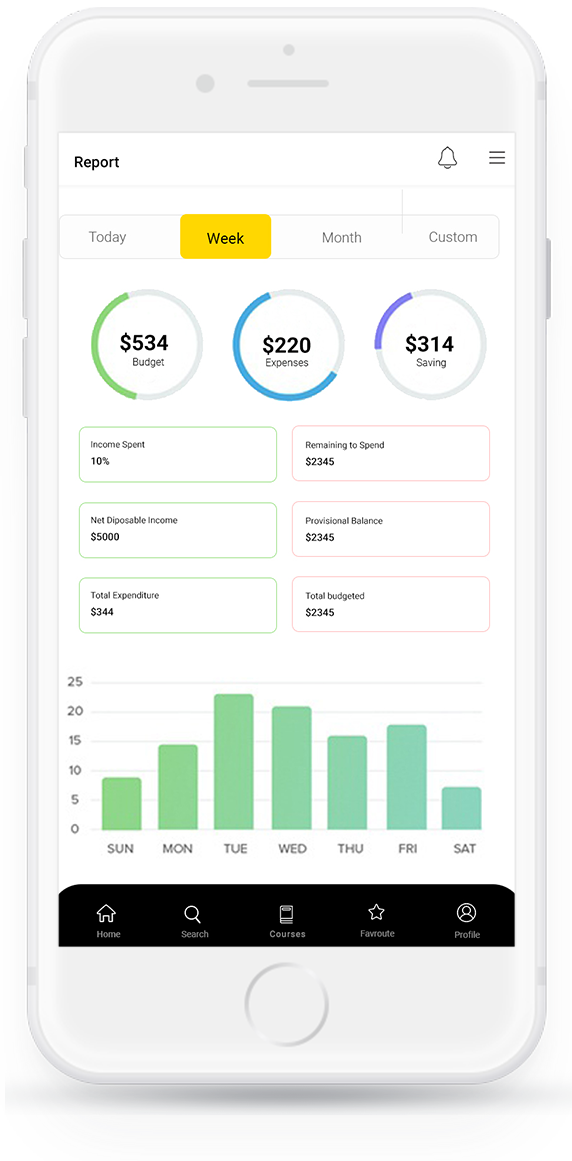 Report
Today Week Month Custom
$534 $220 $314
Budget Expenses Saving
Income Spent
10%
Remaining to Spend
$2345
Net Diposable Income
$5000
Provisional Balance
$2345
Total Expenditure
$344
Total budgeted
$2345
25
20
15
10
5
0
SUN MON TUE WED THU FRI SAT
Home Search Courses Favroute Profile